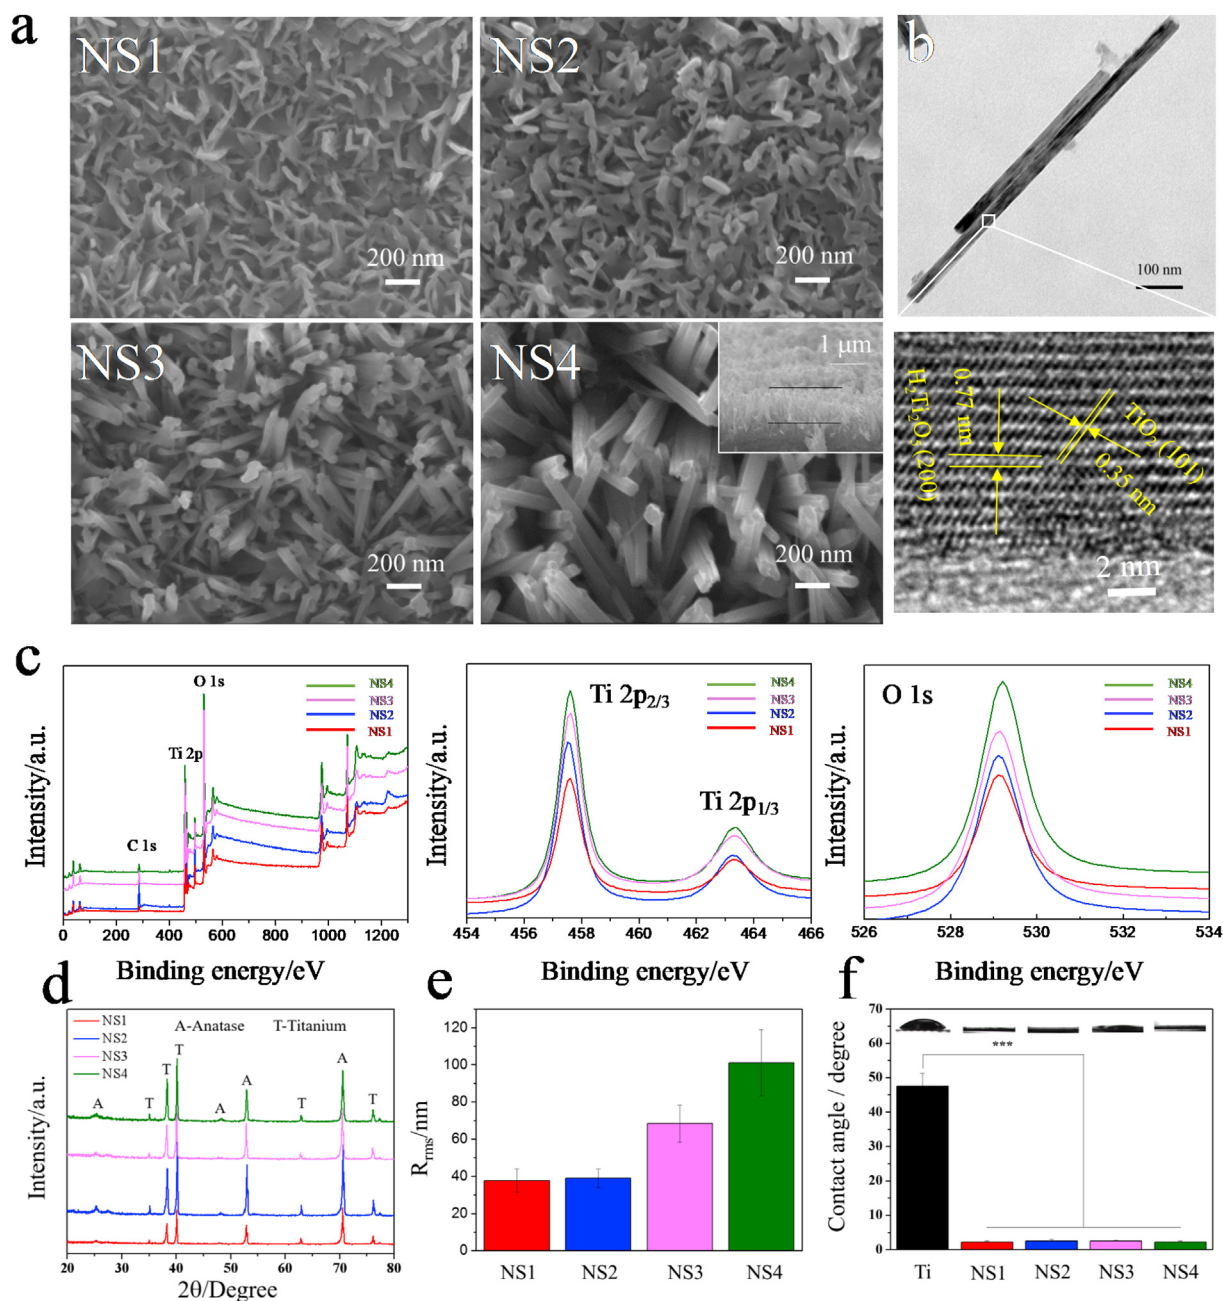 a
NS1
200 nm
NS2
200 nm
b
100 nm
NS3
200 nm
NS4
1 μm
200 nm
0.77 nm
H2Ti2O5(200)
TiO2(101)
0.35 nm
2 nm
c
O 1s
Ti 2p
C 1s
NS4
NS3
NS2
NS1
Intensity/a.u.
0 200 400 600 800 1000 1200
Binding energy/eV
Ti 2p2/3
Ti 2p1/3
NS4
NS3
NS2
NS1
Intensity/a.u.
454 456 458 460 462 464 466
Binding energy/eV
O 1s
NS4
NS3
NS2
NS1
Intensity/a.u.
526 528 530 532 534
Binding energy/eV
d
NS1
NS2
NS3
NS4
A-Anatase T-Titanium
A T T T A A T A T
Intensity/a.u.
20 30 40 50 60 70 80
2θ/Degree
e
Rrms/nm
120
100
80
60
40
20
0
NS1 NS2 NS3 NS4
f
Contact angle / degree
70
60
50
40
30
20
10
0
***
Ti NS1 NS2 NS3 NS4